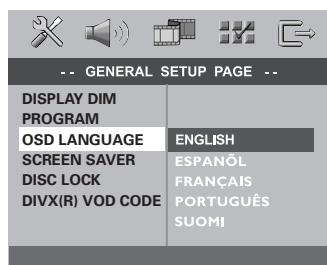 -- GENERAL SETUP PAGE --
DISPLAY DIM
PROGRAM
OSD LANGUAGE
SCREEN SAVER
DISC LOCK
DIVX(R) VOD CODE
ENGLISH
ESPANÕL
FRANÇAIS
PORTUGUÊS
SUOMI